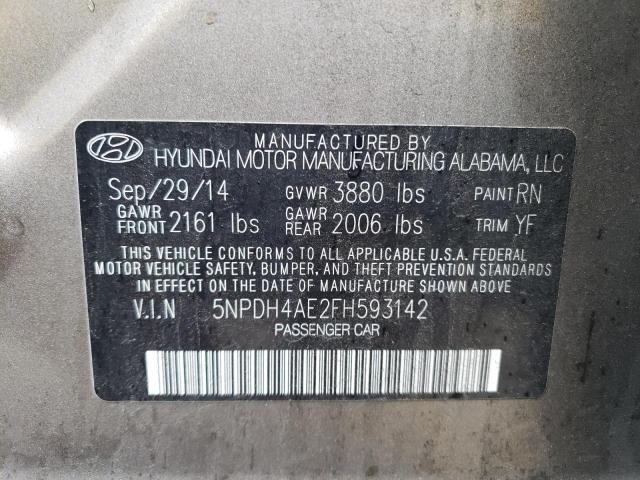 MANUFACTURED BY
HYUNDAI MOTOR MANUFACTURING ALABAMA, LLC
Sep/29/14 GVWR 3880 lbs PAINT RN
GAWR FRONT 2161 lbs GAWR REAR 2006 lbs TRIM YF
THIS VEHICLE CONFORMS TO ALL APPLICABLE U.S.A. FEDERAL
MOTOR VEHICLE SAFETY, BUMPER, AND THEFT PREVENTION STANDARDS
IN EFFECT ON THE DATE OF MANUFACTURE SHOWN ABOVE.
V.I.N 5NPDH4AE2FH593142
PASSENGER CAR